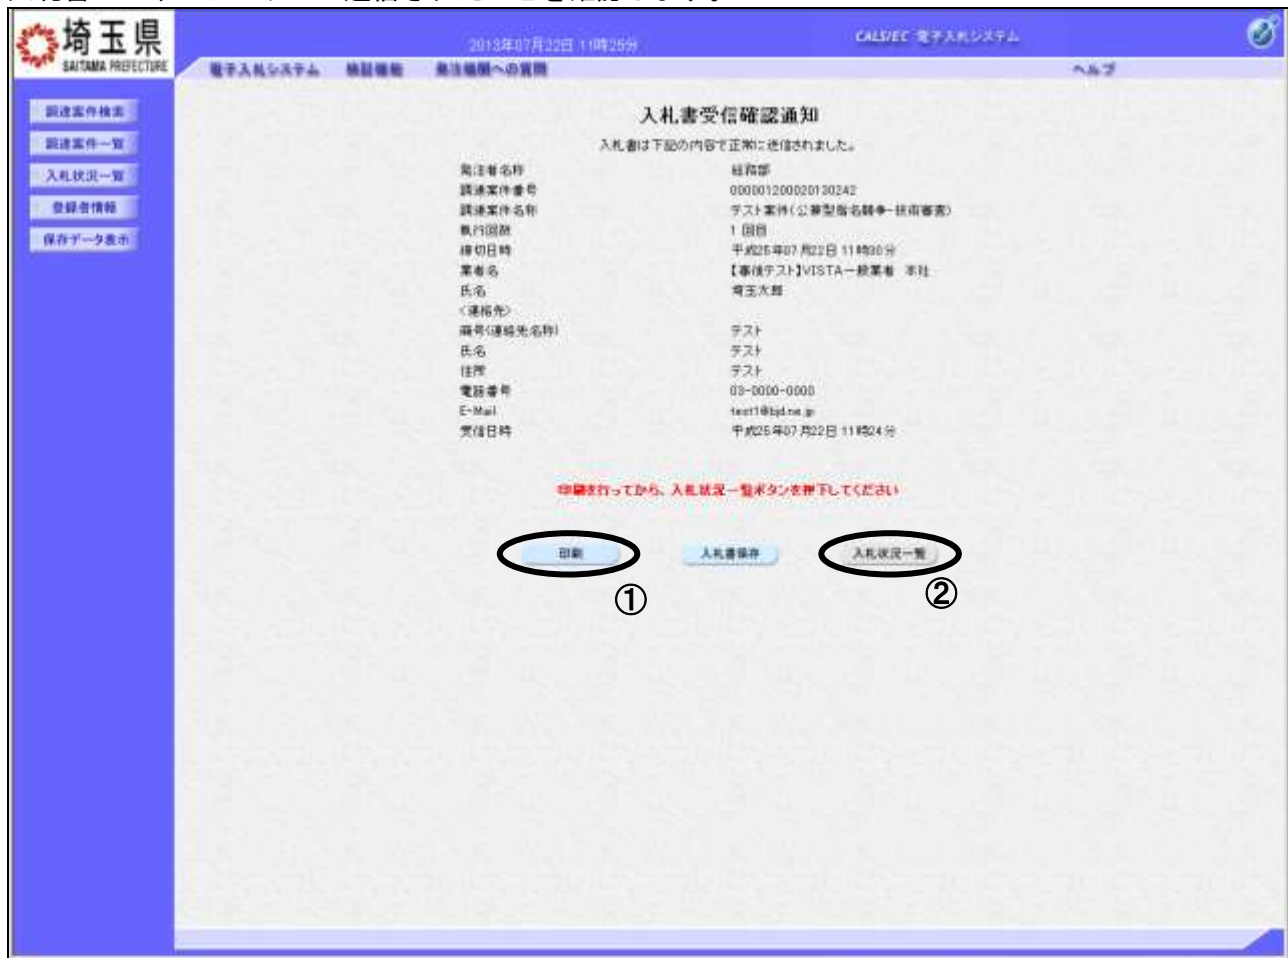 埼玉県
SAITAMA PREFECTURE
2013年07月22日 11時25分
CALS/EC 電子入札システム
電子入札システム 検証機能 発注機関への質問 ヘルプ
調達案件検索
調達案件一覧
入札状況一覧
登録者情報
保存データ表示
入札書受信確認通知
入札書は下記の内容で正常に送信されました。
発注者名称 総務部
調達案件番号 000001200020130242
調達案件名称 テスト案件(公募型指名競争-技術審査)
執行回数 1 回目
締切日時 平成25年07月22日 11時30分
業者名 【事後テスト】VISTA一般業者 本社
氏名 埼玉太郎
<連絡先>
商号(連絡先名称) テスト
氏名 テスト
住所 テスト
電話番号 03-0000-0000
E-Mail
受信日時 平成25年07月22日 11時24分
印刷を行ってから、入札状況一覧ボタンを押下してください
印刷 入札書保存 入札状況一覧
① ②